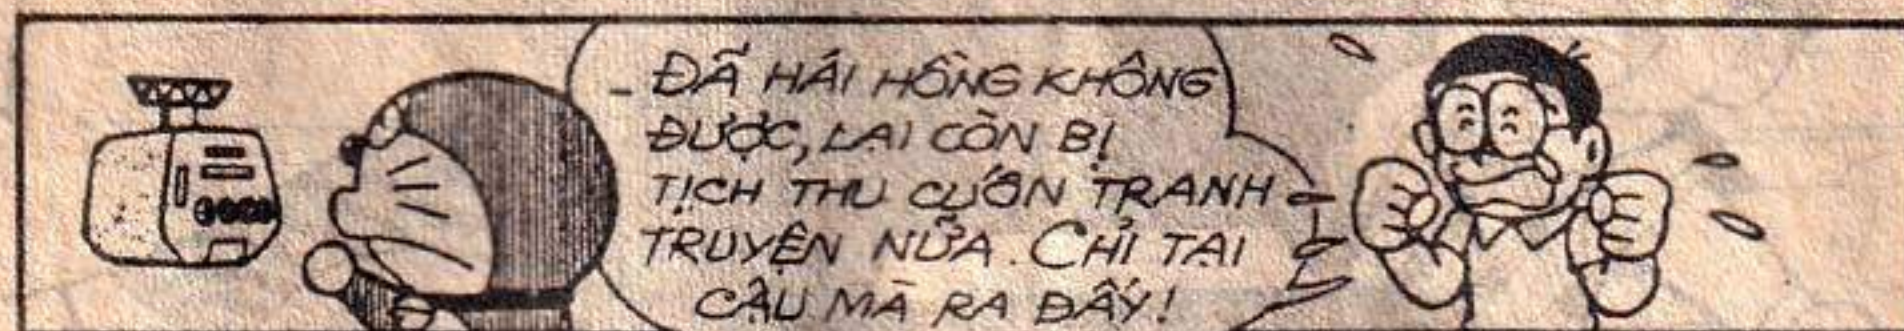 - ĐÃ HÁI HỒNG KHÔNG
ĐƯỢC, LẠI CÒN BỊ
TỊCH THU CUỐN TRANH
TRUYỆN NỮA. CHỈ TẠI
CẬU MÀ RA ĐẤY!